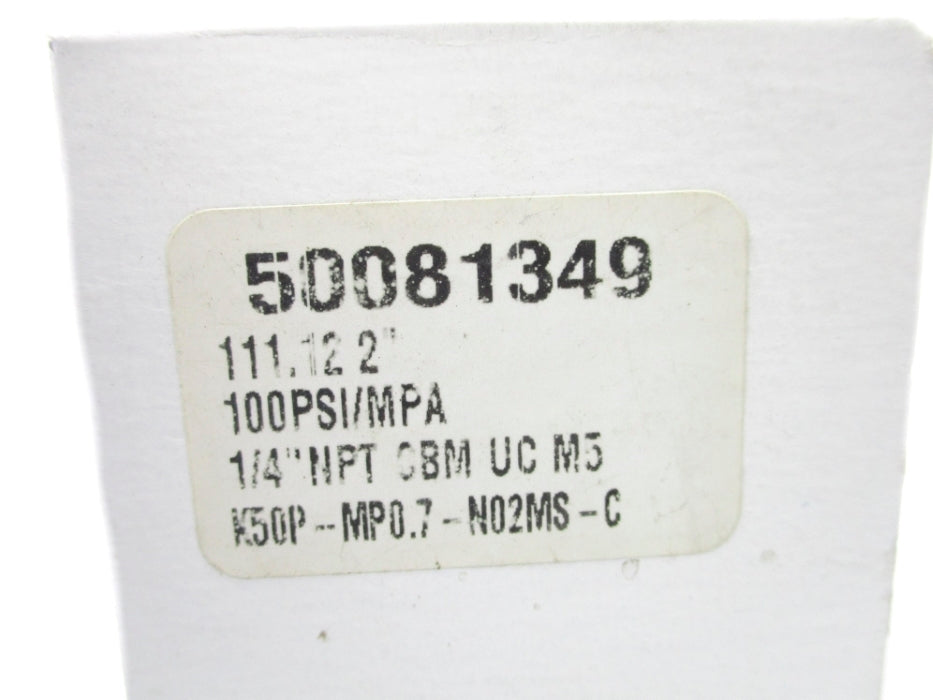 50081349
111.12 2"
100PSI/MPA
1/4" NPT CBM UC M5
K50P-MP0.7-N02MS-C